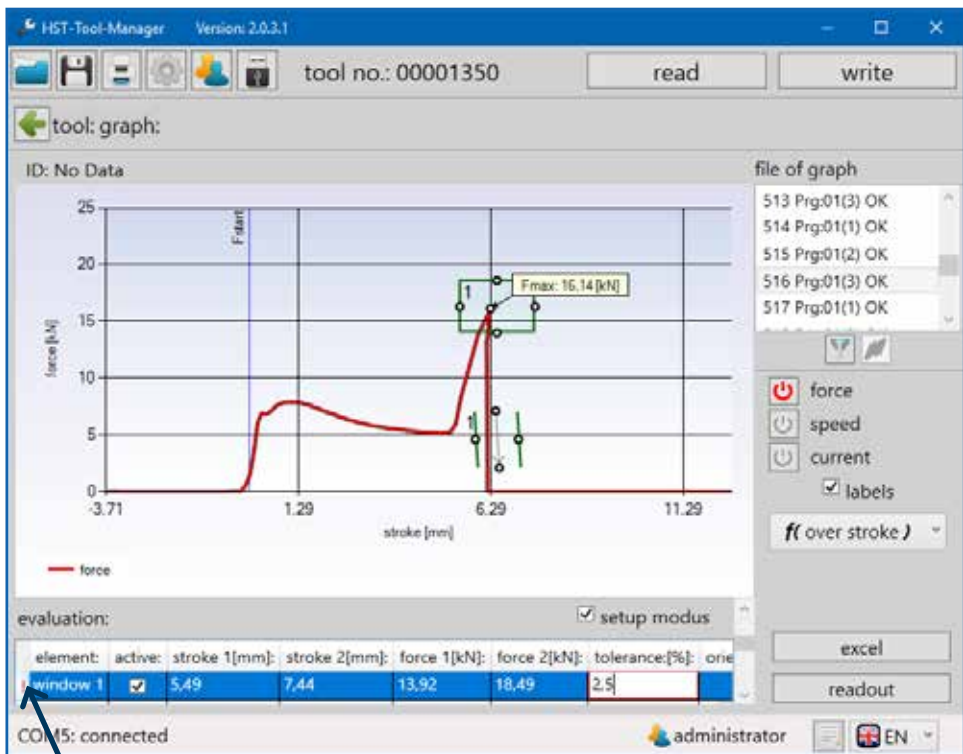 HST-Tool-Manager Version: 2.0.3.1
tool no.: 00001350 read write
tool: graph:
ID: No Data
file of graph
513 Prg:01(3) OK
514 Prg:01(1) OK
515 Prg:01(2) OK
516 Prg:01(3) OK
517 Prg:01(1) OK
force [kN]
25
20
15
10
5
0
Fstart
1
Fmax: 16,14 [kN]
1
-3.71 1.29 6.29 11.29
stroke [mm]
force
force
speed
current
labels
f( over stroke )
evaluation: setup modus
element: active: stroke 1[mm]: stroke 2[mm]: force 1[kN]: force 2[kN]: tolerance:[%]: orie
window 1 5,49 7,44 13,92 18,49 2,5
excel
readout
COM5: connected administrator EN